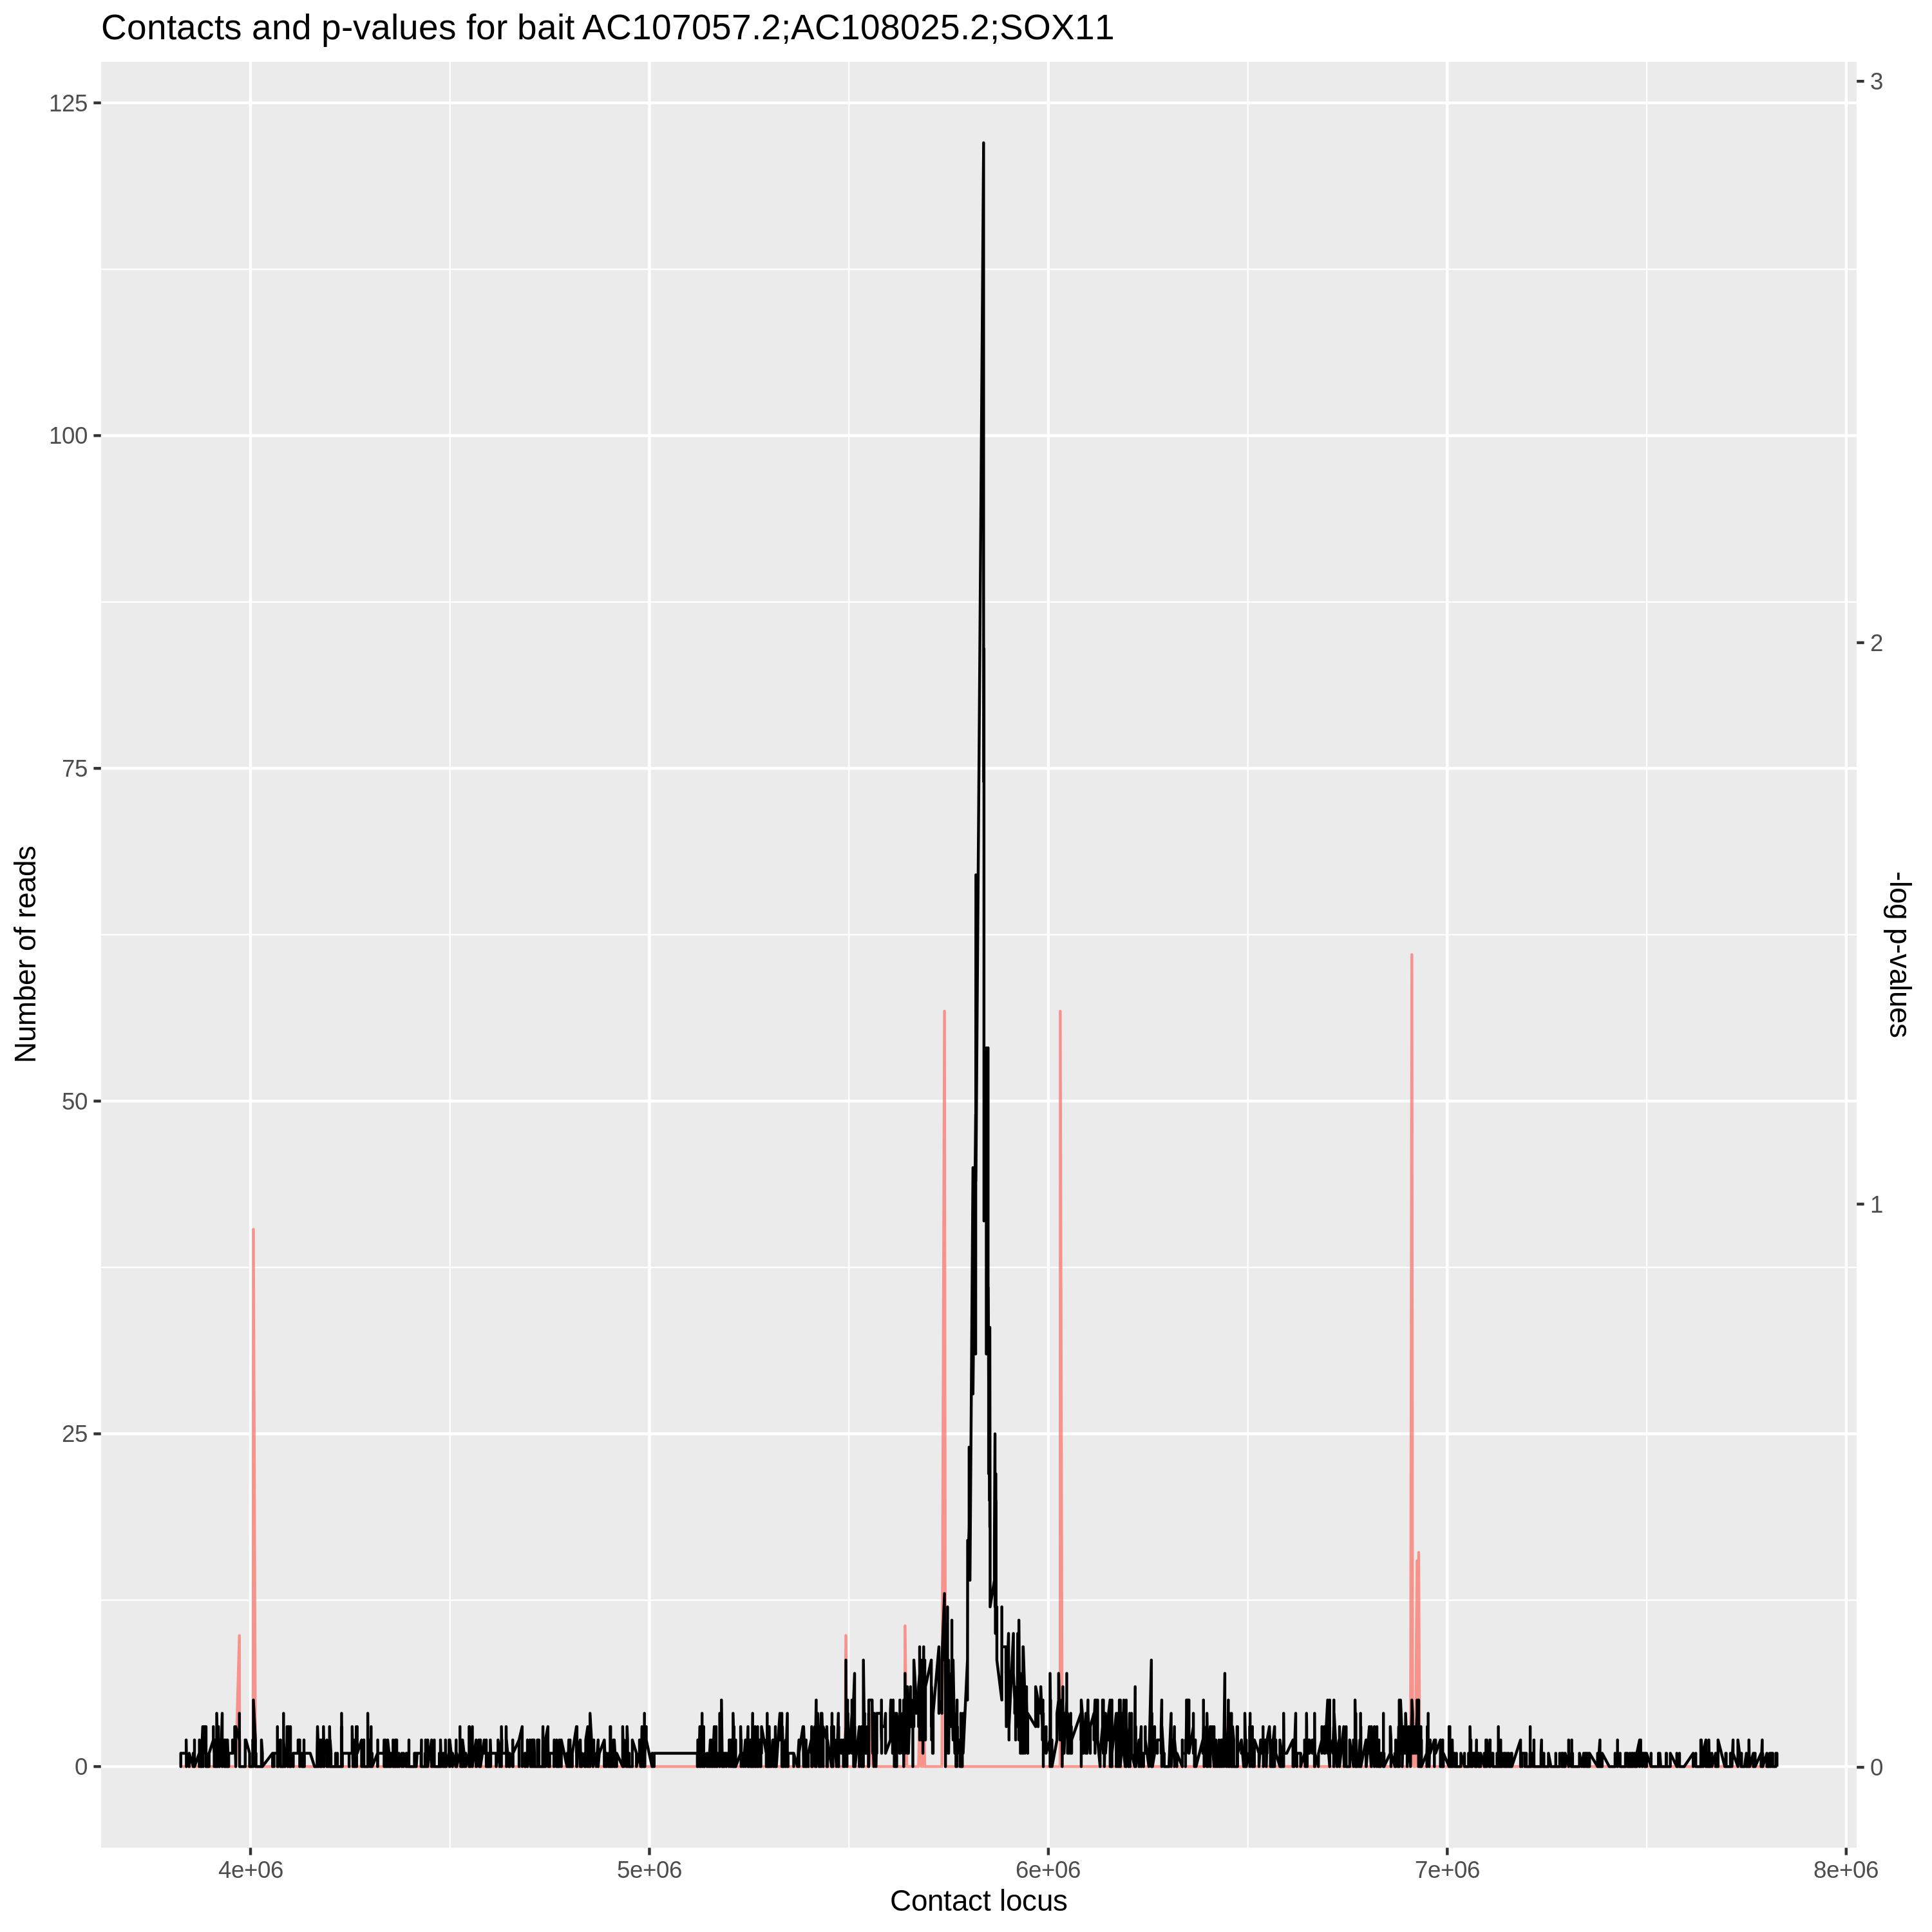 Contacts and p-values for bait AC107057.2;AC108025.2;SOX11
125
100
75
50
25
0
Number of reads
3
2
1
0
-log p-values
4e+06
5e+06
6e+06
7e+06
8e+06
Contact locus